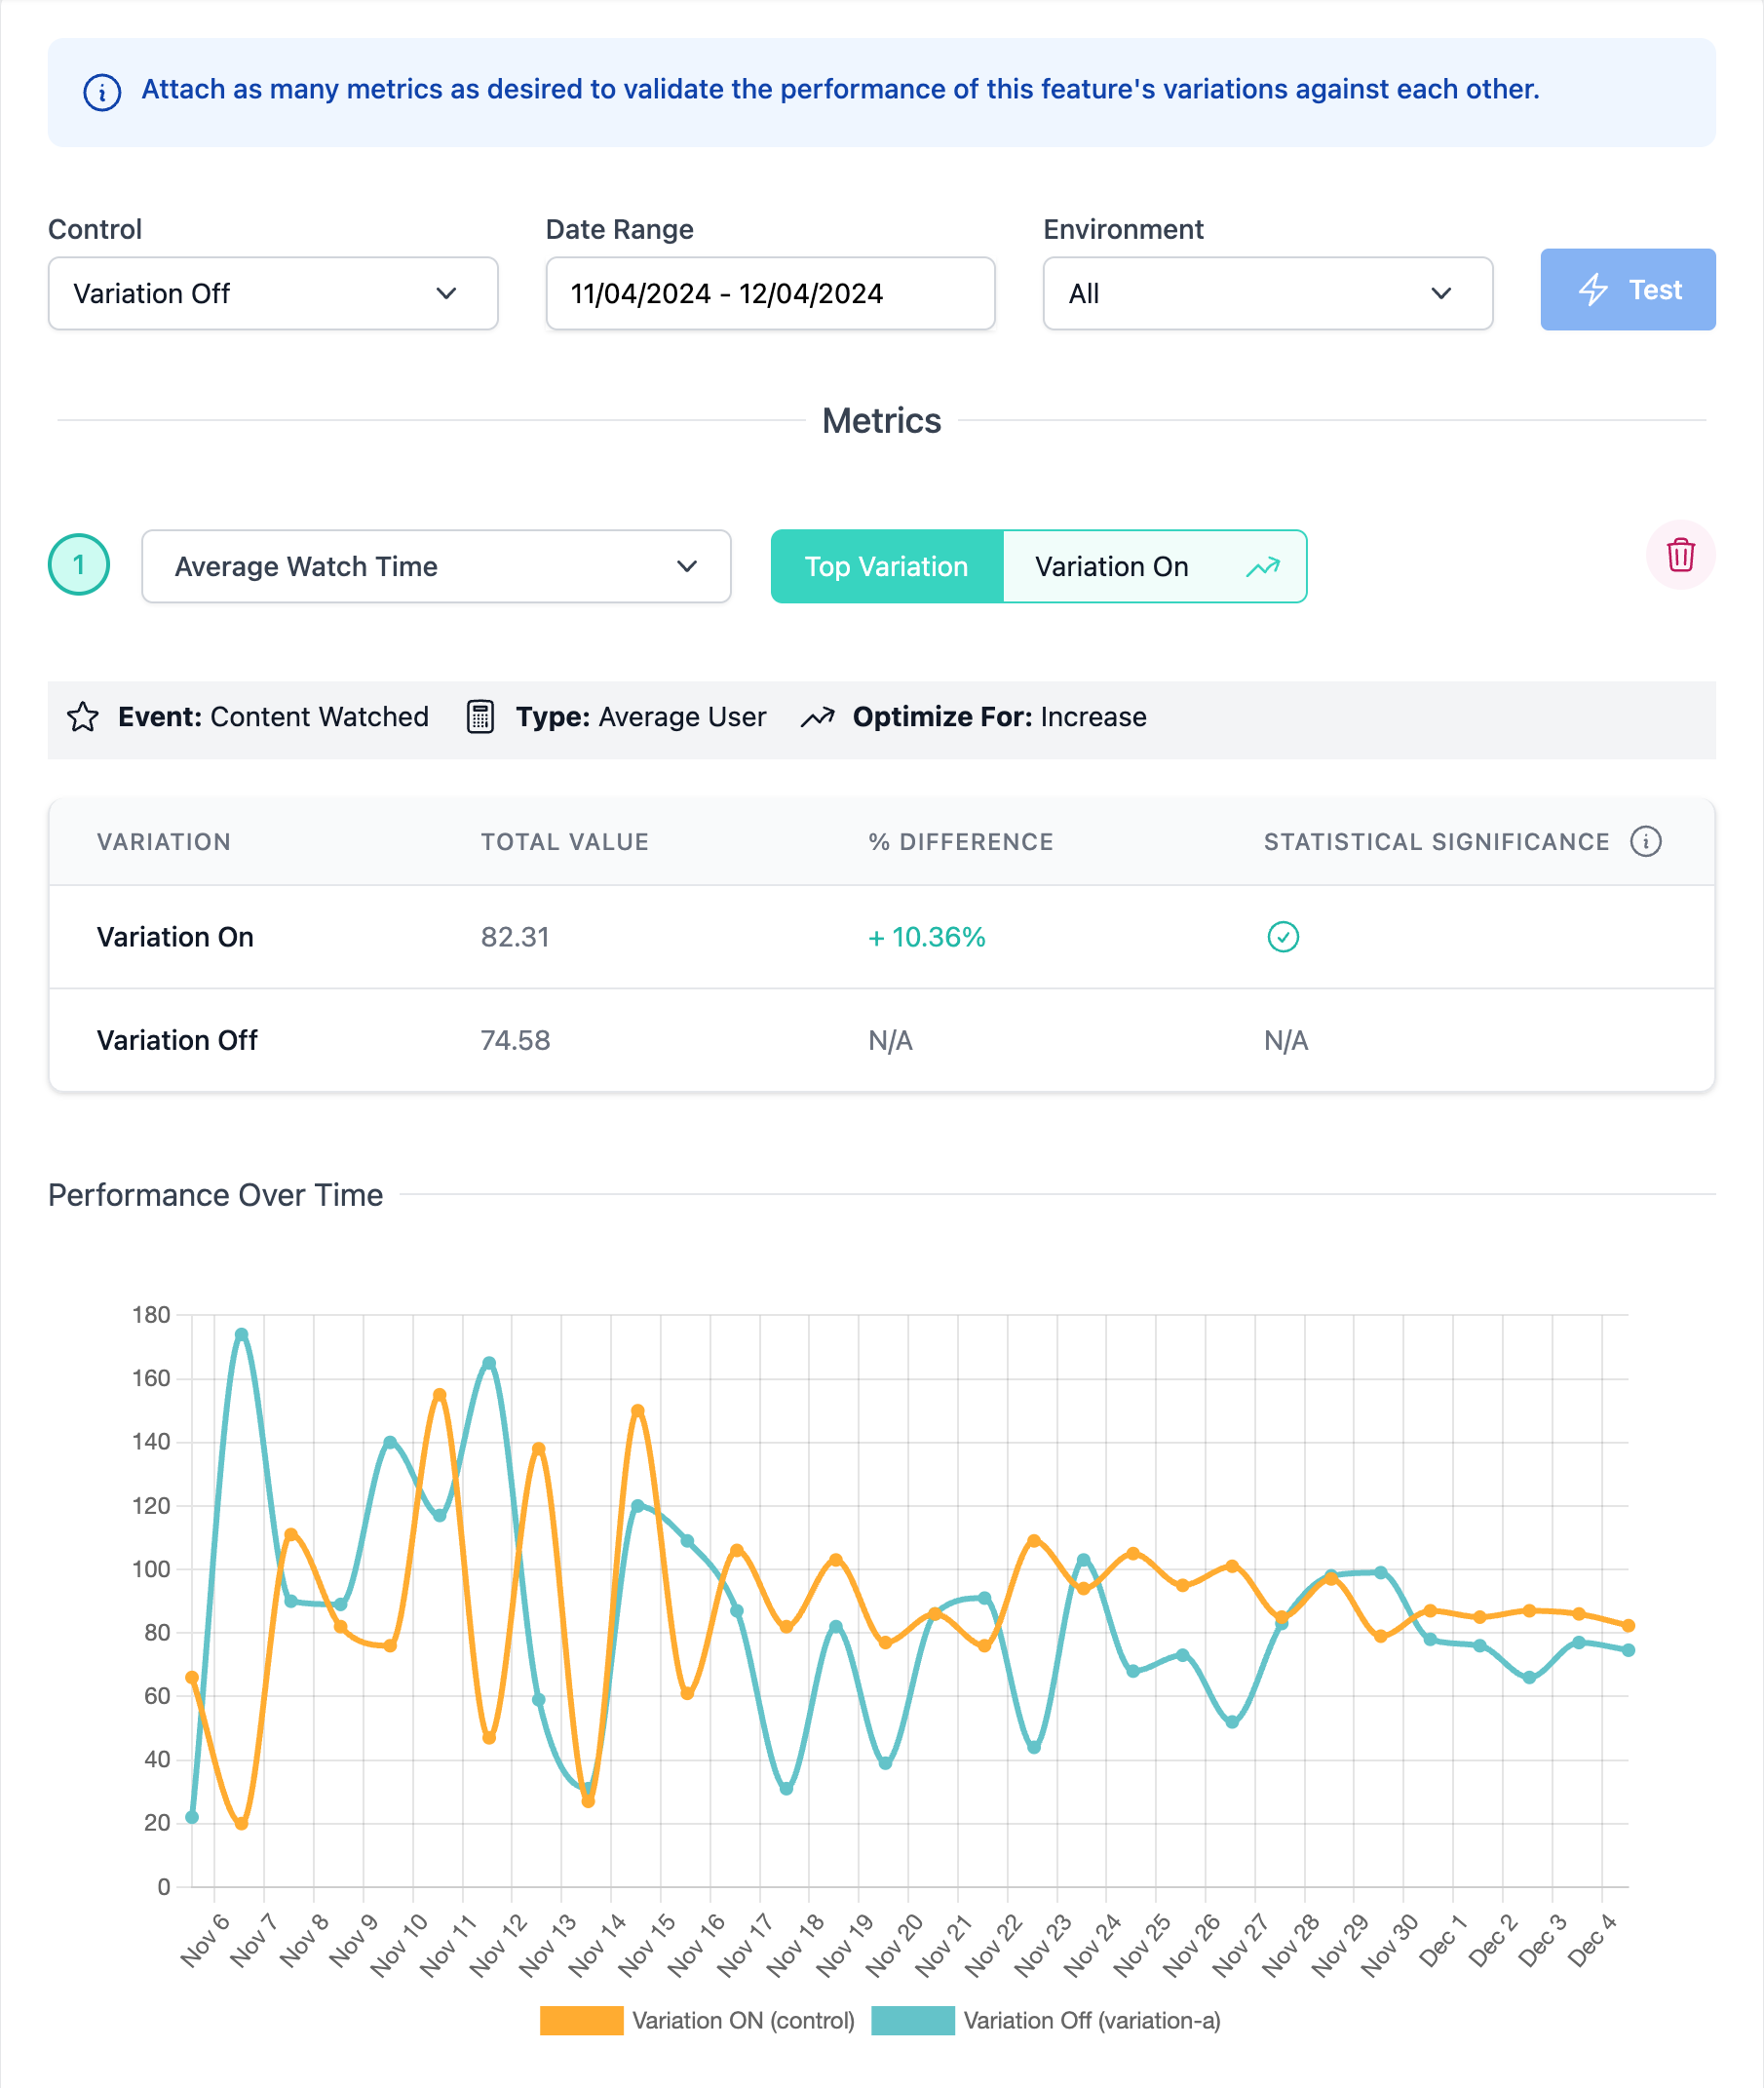 Attach as many metrics as desired to validate the performance of this feature's variations against each other.
Control
Date Range
Environment
Variation Off
11/04/2024 - 12/04/2024
All
Test
Metrics
1
Average Watch Time
Top Variation
Variation On
Event: Content Watched
Type: Average User
Optimize For: Increase
VARIATION
TOTAL VALUE
% DIFFERENCE
STATISTICAL SIGNIFICANCE
Variation On
82.31
+ 10.36%
Variation Off
74.58
N/A
N/A
Performance Over Time
180
160
140
120
100
80
60
40
20
0
Nov 6
Nov 7
Nov 8
Nov 9
Nov 10
Nov 11
Nov 12
Nov 13
Nov 14
Nov 15
Nov 16
Nov 17
Nov 18
Nov 19
Nov 20
Nov 21
Nov 22
Nov 23
Nov 24
Nov 25
Nov 26
Nov 27
Nov 28
Nov 29
Nov 30
Dec 1
Dec 2
Dec 3
Dec 4
Variation ON (control)
Variation Off (variation-a)